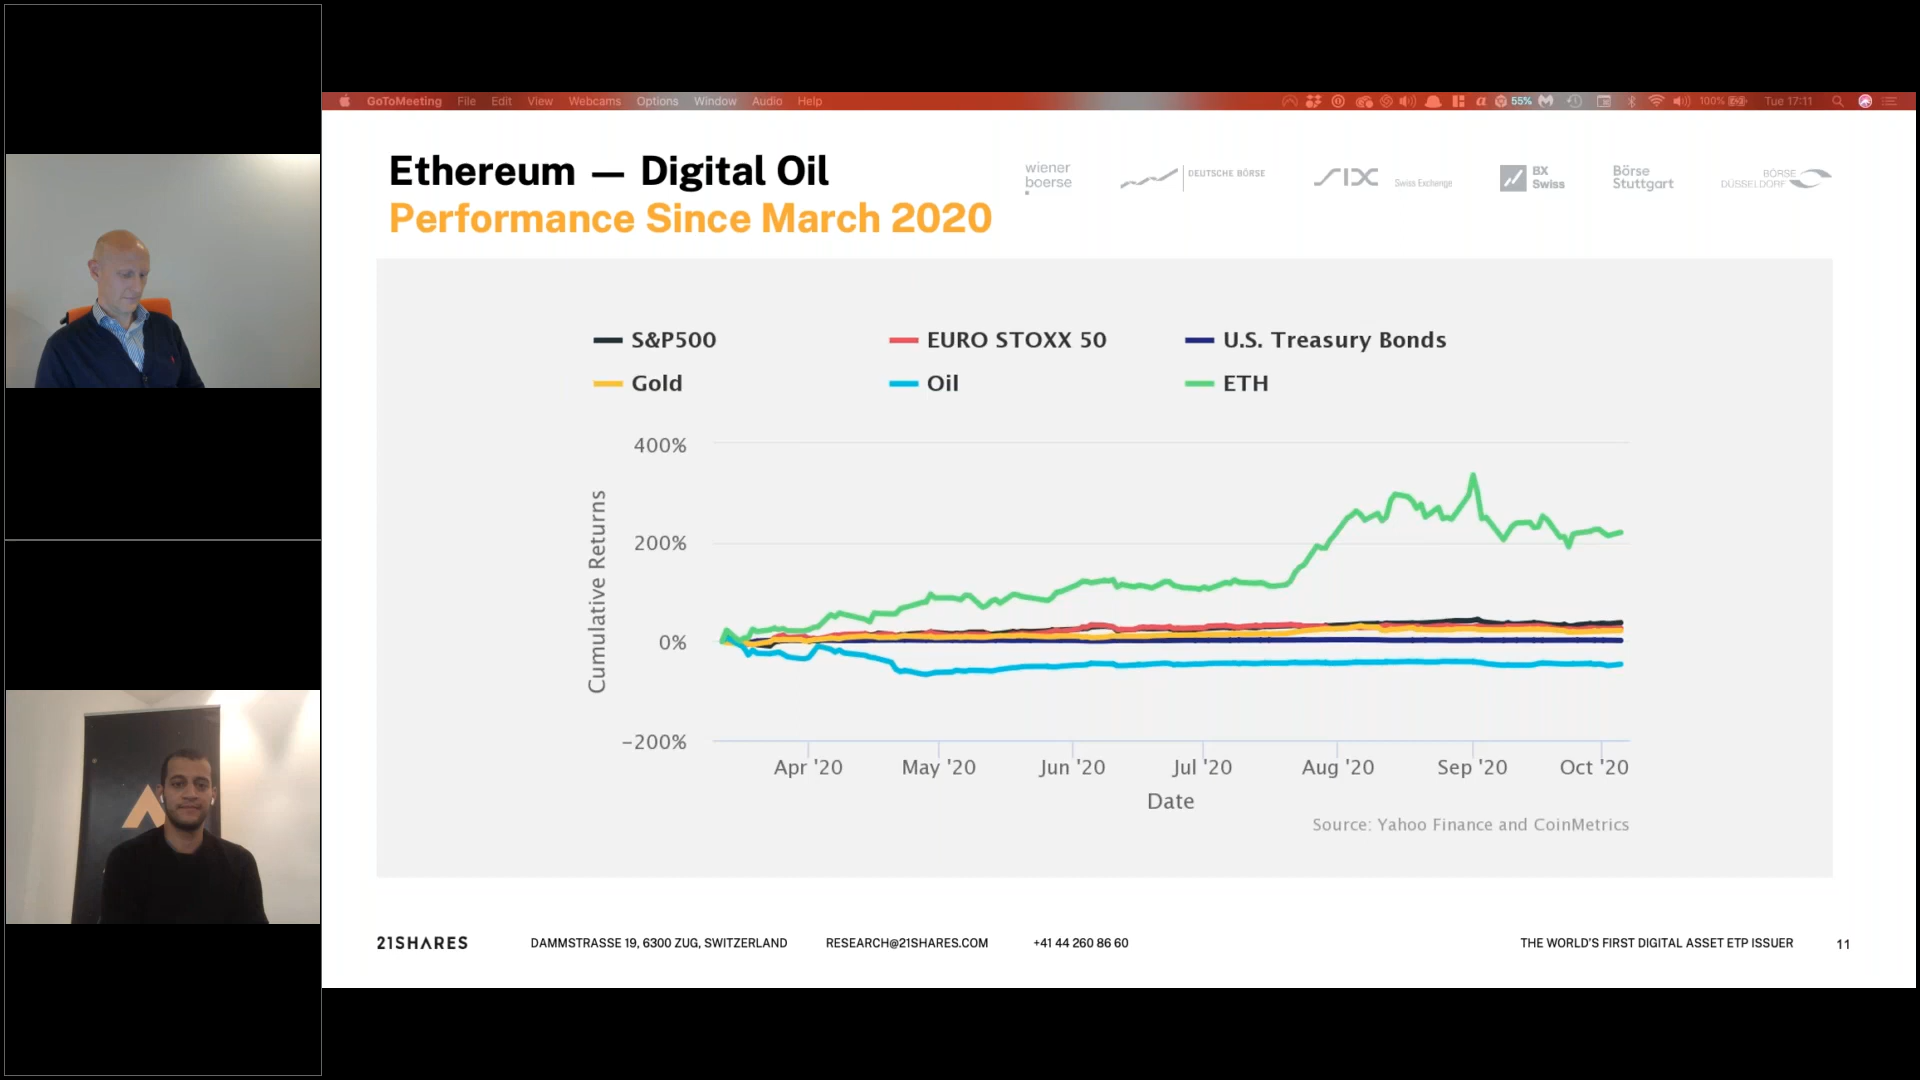 GoToMeeting File Edit View Webcams Options Window Audio Help
55% 100% Tue 17:11
Ethereum — Digital Oil
Performance Since March 2020
wiener
boerse
DEUTSCHE BÖRSE
SIX Swiss Exchange
BX
Swiss
Börse
Stuttgart
BÖRSE
DÜSSELDORF
S&P500 EURO STOXX 50 U.S. Treasury Bonds
Gold Oil ETH
400%
200%
0%
−200%
Cumulative Returns
Apr '20 May '20 Jun '20 Jul '20 Aug '20 Sep '20 Oct '20
Date
Source: Yahoo Finance and CoinMetrics
21SHARES DAMMSTRASSE 19, 6300 ZUG, SWITZERLAND RESEARCH@21SHARES.COM +41 44 260 86 60 THE WORLD'S FIRST DIGITAL ASSET ETP ISSUER 11